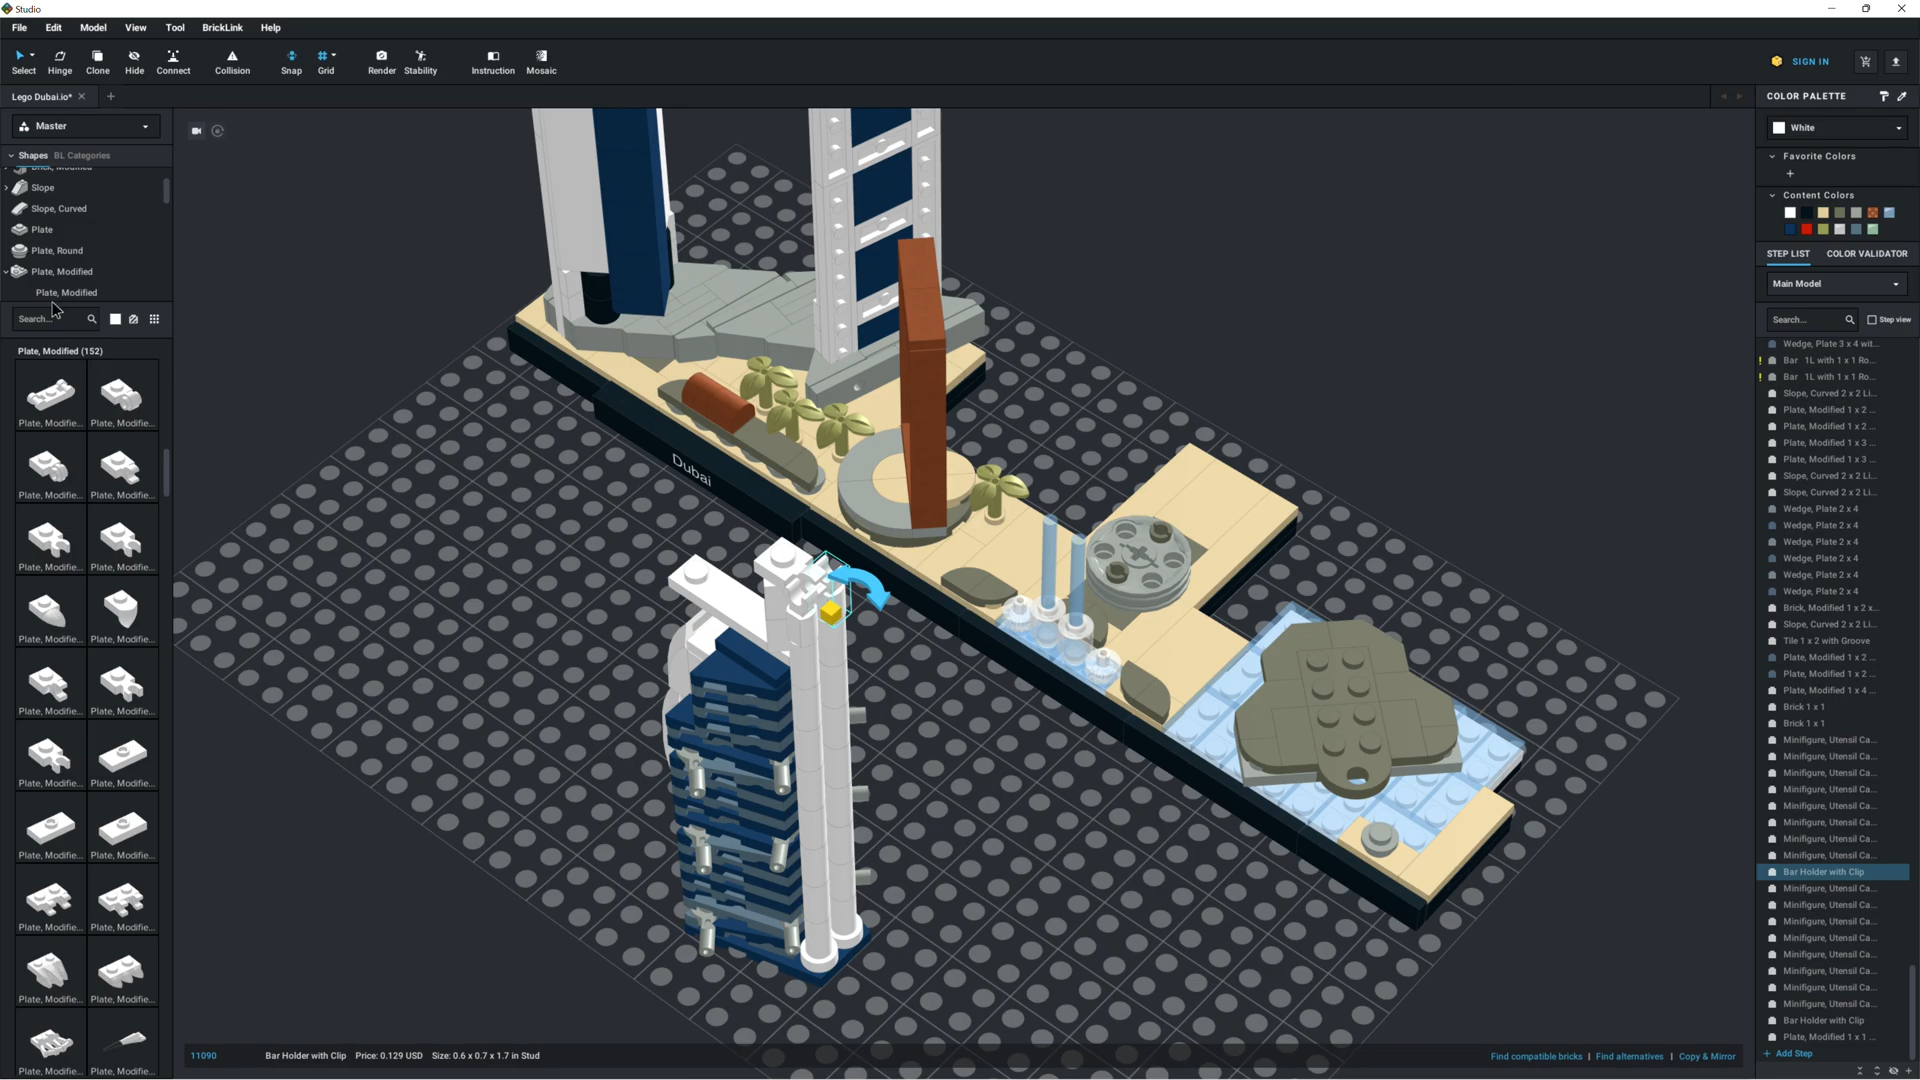 Studio
File Edit Model View Tool BrickLink Help
Select Hinge Clone Hide Connect Collision Snap Grid Render Stability Instruction Mosaic
SIGN IN
Lego Dubai.io*
COLOR PALETTE
Master
White
Shapes BL Categories
Favorite Colors
Brick, Modified
Slope
Slope, Curved
Content Colors
Plate
Plate, Round
Plate, Modified
Plate, Modified
STEP LIST COLOR VALIDATOR
Main Model
Search...
Search...
Step view
Plate, Modified (152)
Plate, Modifie... Plate, Modifie...
Plate, Modifie... Plate, Modifie...
Plate, Modifie... Plate, Modifie...
Plate, Modifie... Plate, Modifie...
Plate, Modifie... Plate, Modifie...
Plate, Modifie... Plate, Modifie...
Plate, Modifie... Plate, Modifie...
Plate, Modifie... Plate, Modifie...
Plate, Modifie... Plate, Modifie...
Plate, Modifie... Plate, Modifie...
Dubai
Wedge, Plate 3 x 4 wit...
! Bar 1L with 1 x 1 Ro...
! Bar 1L with 1 x 1 Ro...
Slope, Curved 2 x 2 Li...
Plate, Modified 1 x 2 ...
Plate, Modified 1 x 2 ...
Plate, Modified 1 x 3 ...
Plate, Modified 1 x 3 ...
Slope, Curved 2 x 2 Li...
Slope, Curved 2 x 2 Li...
Wedge, Plate 2 x 4
Wedge, Plate 2 x 4
Wedge, Plate 2 x 4
Wedge, Plate 2 x 4
Wedge, Plate 2 x 4
Wedge, Plate 2 x 4
Brick, Modified 1 x 2 x...
Slope, Curved 2 x 2 Li...
Tile 1 x 2 with Groove
Plate, Modified 1 x 2 ...
Plate, Modified 1 x 2 ...
Plate, Modified 1 x 4 ...
Brick 1 x 1
Brick 1 x 1
Minifigure, Utensil Ca...
Minifigure, Utensil Ca...
Minifigure, Utensil Ca...
Minifigure, Utensil Ca...
Minifigure, Utensil Ca...
Minifigure, Utensil Ca...
Minifigure, Utensil Ca...
Minifigure, Utensil Ca...
Bar Holder with Clip
Minifigure, Utensil Ca...
Minifigure, Utensil Ca...
Minifigure, Utensil Ca...
Minifigure, Utensil Ca...
Minifigure, Utensil Ca...
Minifigure, Utensil Ca...
Minifigure, Utensil Ca...
Minifigure, Utensil Ca...
Bar Holder with Clip
Plate, Modified 1 x 1 ...
+ Add Step
11090 Bar Holder with Clip Price: 0.129 USD Size: 0.6 x 0.7 x 1.7 in Stud
Find compatible bricks | Find alternatives | Copy & Mirror